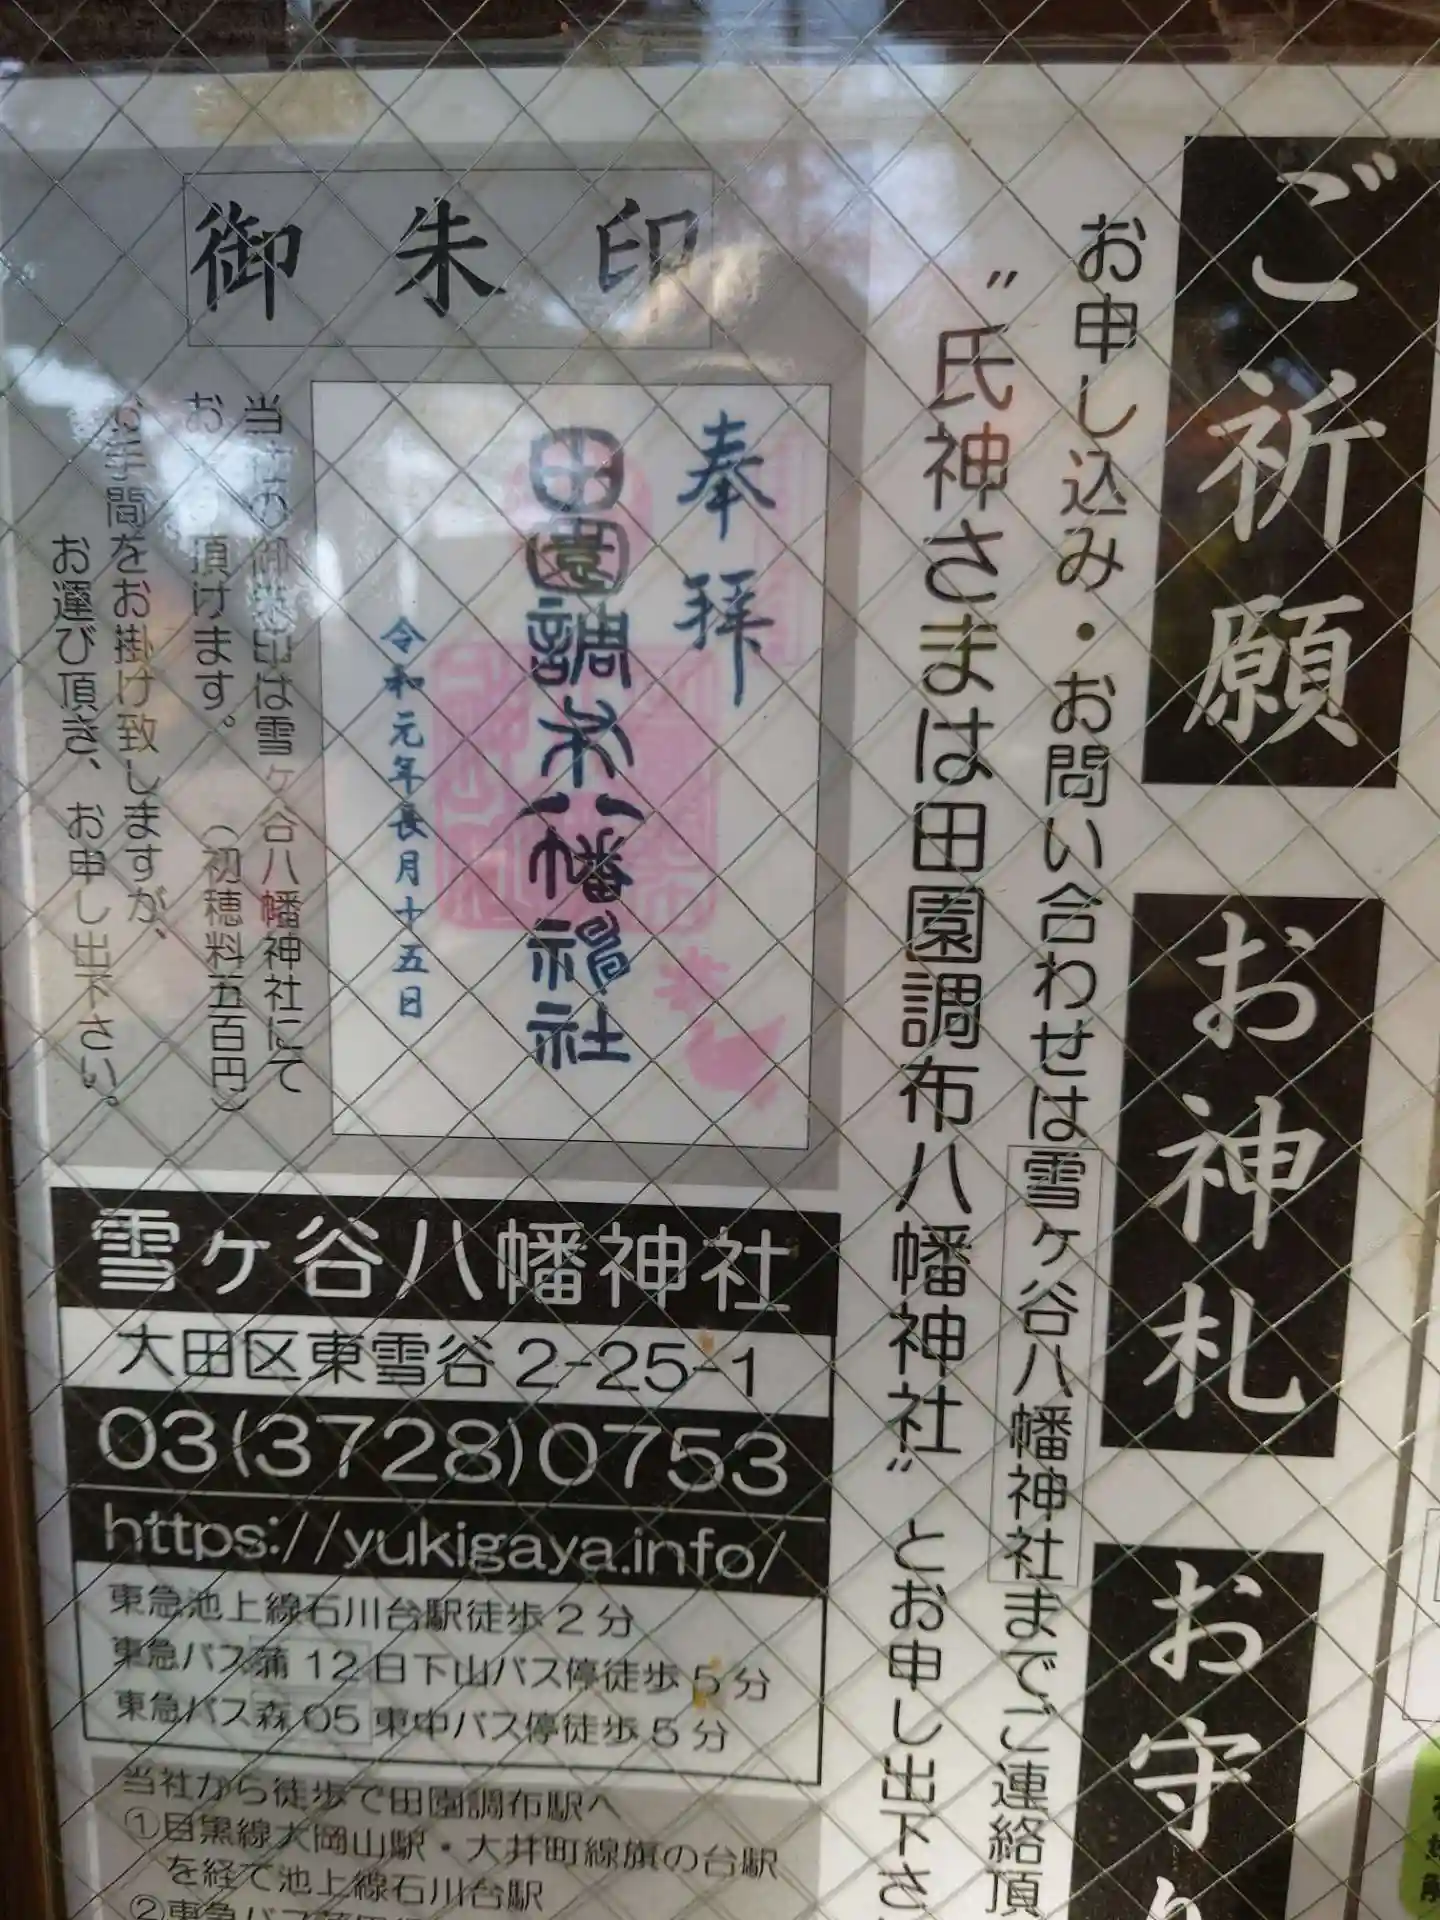 ご祈願
お神札
お守り
お申し込み・お問い合わせは雪ヶ谷八幡神社までご連絡頂
〝氏神さまは田園調布八幡神社〟とお申し出下さ
御朱印
奉拝
田園調布八幡神社
令和元年長月十五日
当社の御朱印は雪ヶ谷八幡神社にて
お 頂けます。(初穂料五百円)
お手間をお掛け致しますが、
お運び頂き、お申し出下さい。
雪ヶ谷八幡神社
大田区東雪谷2-25-1
03(3728)0753
https://yukigaya.info/
東急池上線石川台駅徒歩2分
東急バス蒲12日下山バス停徒歩5分
東急バス森05東中バス停徒歩5分
当社から徒歩で田園調布駅へ
①目黒線大岡山駅・大井町線旗の台駅
を経て池上線石川台駅
②東急バス